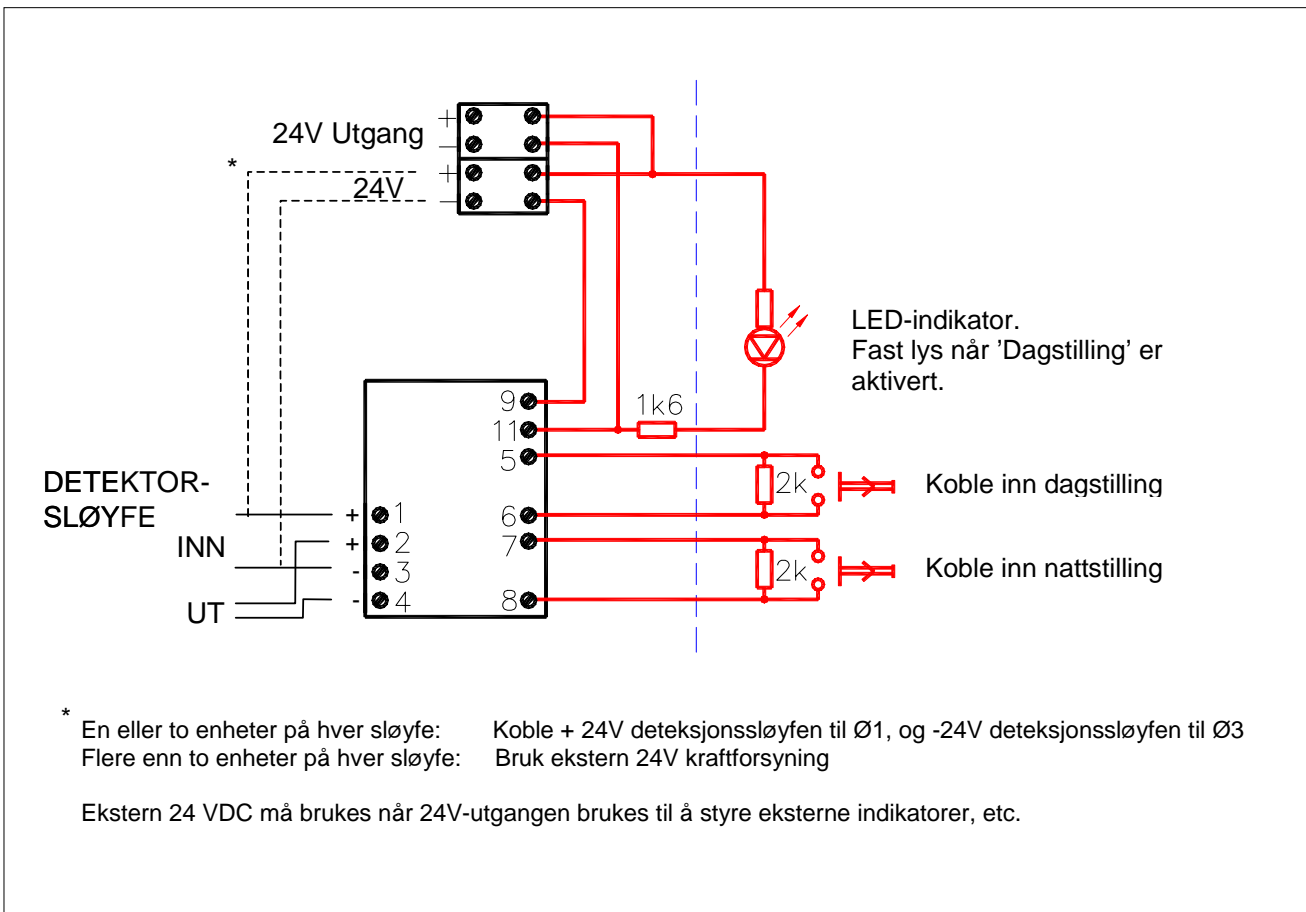 24V Utgang
+
−
*
24V
+
−
LED-indikator.
Fast lys når 'Dagstilling' er
aktivert.
9
1k6
11
5
DETEKTOR-
SLØYFE
2k
Koble inn dagstilling
+ 1
6
INN
+ 2
7
- 3
2k
Koble inn nattstilling
UT
- 4
8
* En eller to enheter på hver sløyfe: Koble + 24V deteksjonssløyfen til Ø1, og -24V deteksjonssløyfen til Ø3
Flere enn to enheter på hver sløyfe: Bruk ekstern 24V kraftforsyning
Ekstern 24 VDC må brukes når 24V-utgangen brukes til å styre eksterne indikatorer, etc.